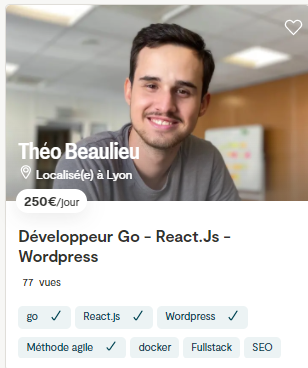 Théo Beaulieu
Localisé(e) à Lyon
250€/jour
Développeur Go - React.Js -
Wordpress
77 vues
go ✓ React.js ✓ Wordpress ✓
Méthode agile ✓ docker Fullstack SEO